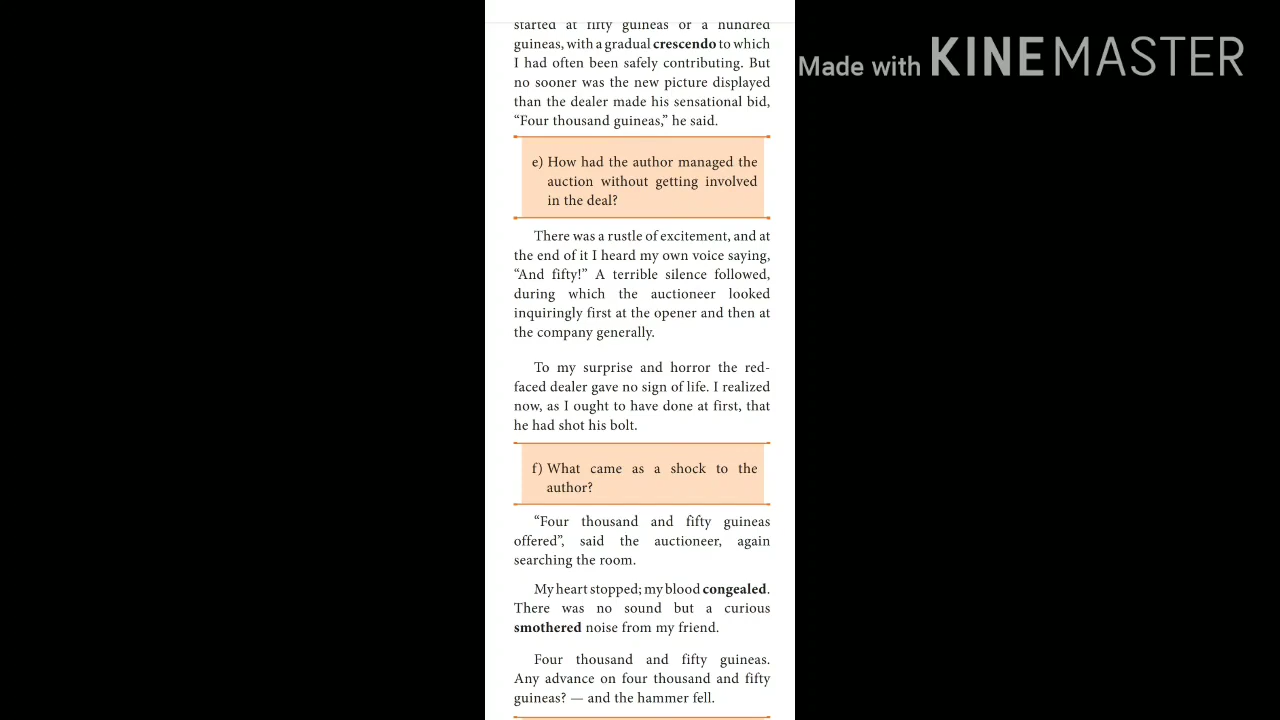 started at fifty guineas or a hundred
guineas, with a gradual crescendo to which
I had often been safely contributing. But
no sooner was the new picture displayed
than the dealer made his sensational bid,
“Four thousand guineas,” he said.
e) How had the author managed the
auction without getting involved
in the deal?
There was a rustle of excitement, and at
the end of it I heard my own voice saying,
“And fifty!” A terrible silence followed,
during which the auctioneer looked
inquiringly first at the opener and then at
the company generally.
To my surprise and horror the red-
faced dealer gave no sign of life. I realized
now, as I ought to have done at first, that
he had shot his bolt.
f) What came as a shock to the
author?
“Four thousand and fifty guineas
offered”, said the auctioneer, again
searching the room.
My heart stopped; my blood congealed.
There was no sound but a curious
smothered noise from my friend.
Four thousand and fifty guineas.
Any advance on four thousand and fifty
guineas? — and the hammer fell.
Made with KINEMASTER